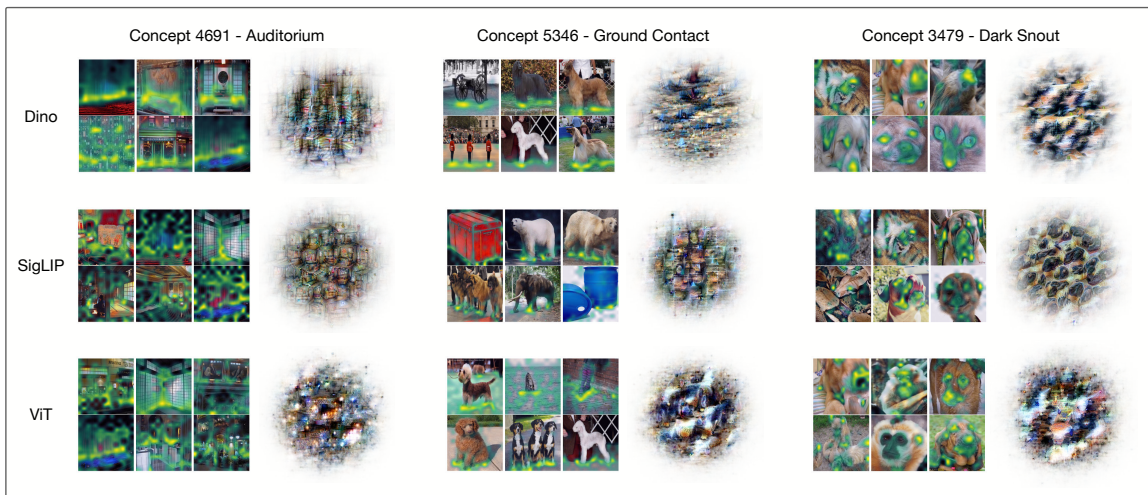 Concept 4691 - Auditorium
Concept 5346 - Ground Contact
Concept 3479 - Dark Snout
Dino
SigLIP
ViT